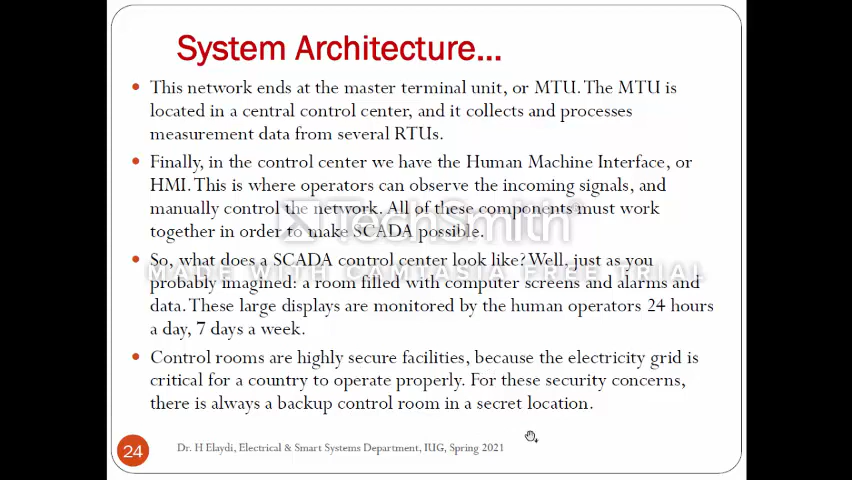 System Architecture...
• This network ends at the master terminal unit, or MTU. The MTU is
located in a central control center, and it collects and processes
measurement data from several RTUs.
• Finally, in the control center we have the Human Machine Interface, or
HMI. This is where operators can observe the incoming signals, and
manually control the network. All of these components must work
together in order to make SCADA possible.
TechSmith
• So, what does a SCADA control center look like? Well, just as you
MADE WITH CAMTASIA FREE TRIAL
probably imagined: a room filled with computer screens and alarms and
data. These large displays are monitored by the human operators 24 hours
a day, 7 days a week.
• Control rooms are highly secure facilities, because the electricity grid is
critical for a country to operate properly. For these security concerns,
there is always a backup control room in a secret location.
24
Dr. H Elaydi, Electrical & Smart Systems Department, IUG, Spring 2021